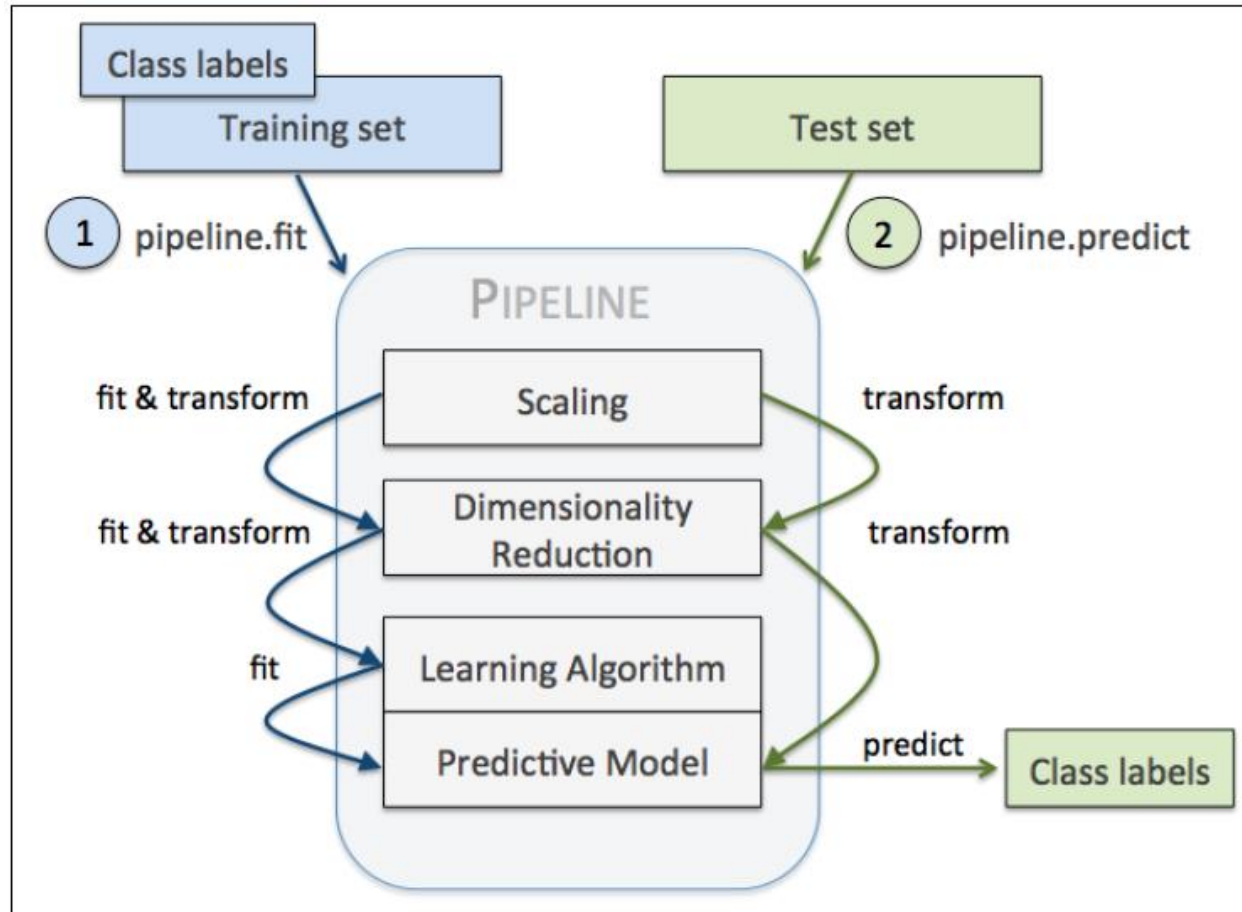 Class labels
Training set
Test set
1 pipeline.fit
2 pipeline.predict
PIPELINE
fit & transform
Scaling
transform
fit & transform
Dimensionality
Reduction
transform
fit
Learning Algorithm
Predictive Model
predict
Class labels